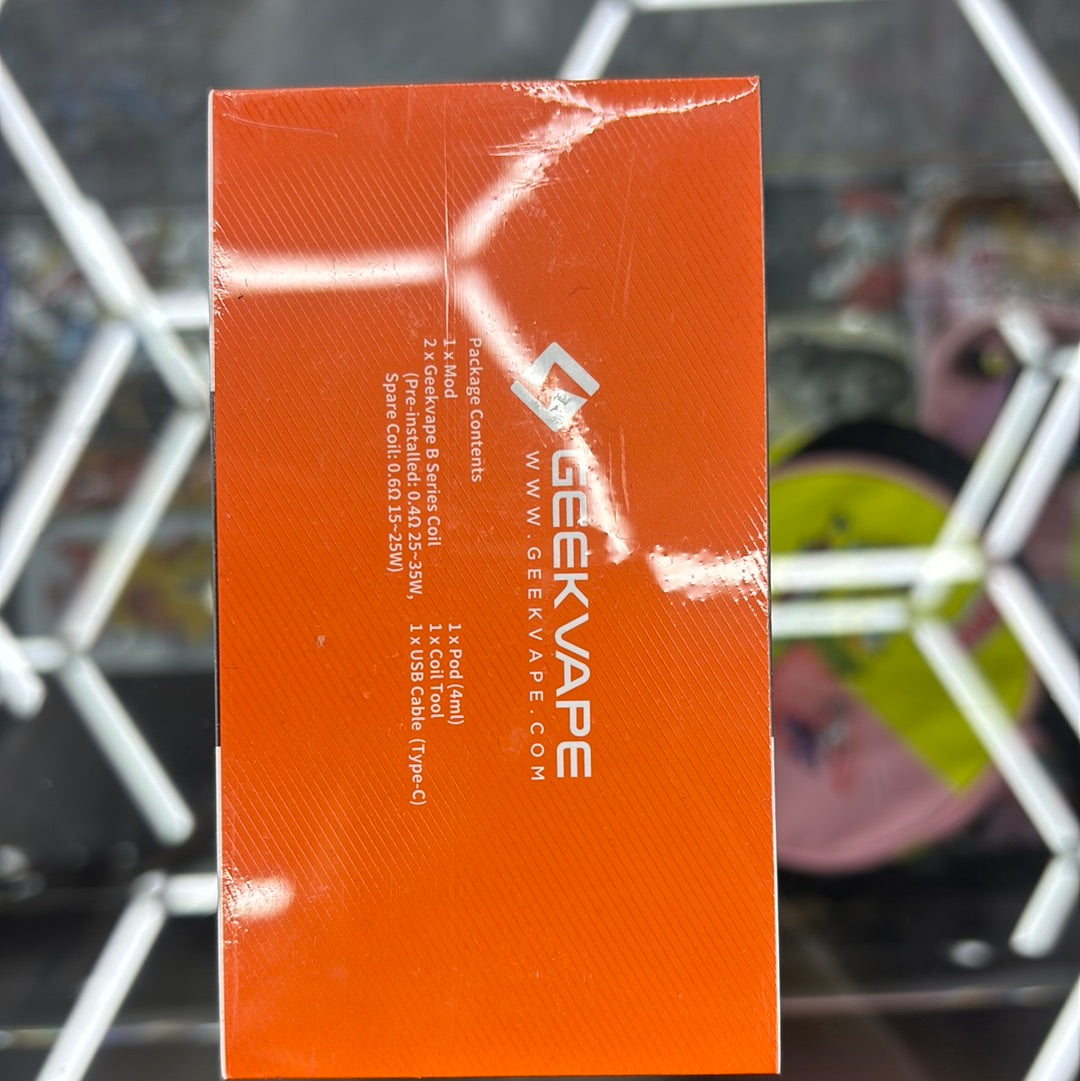 GEEKVAPE
WWW.GEEKVAPE.COM
Package Contents
1 x Mod
2 x Geekvape B Series Coil
(Pre-installed: 0.4Ω 25~35W,
Spare Coil: 0.6Ω 15~25W)
1 x Pod (4ml)
1 x Coil Tool
1 x USB Cable (Type-C)